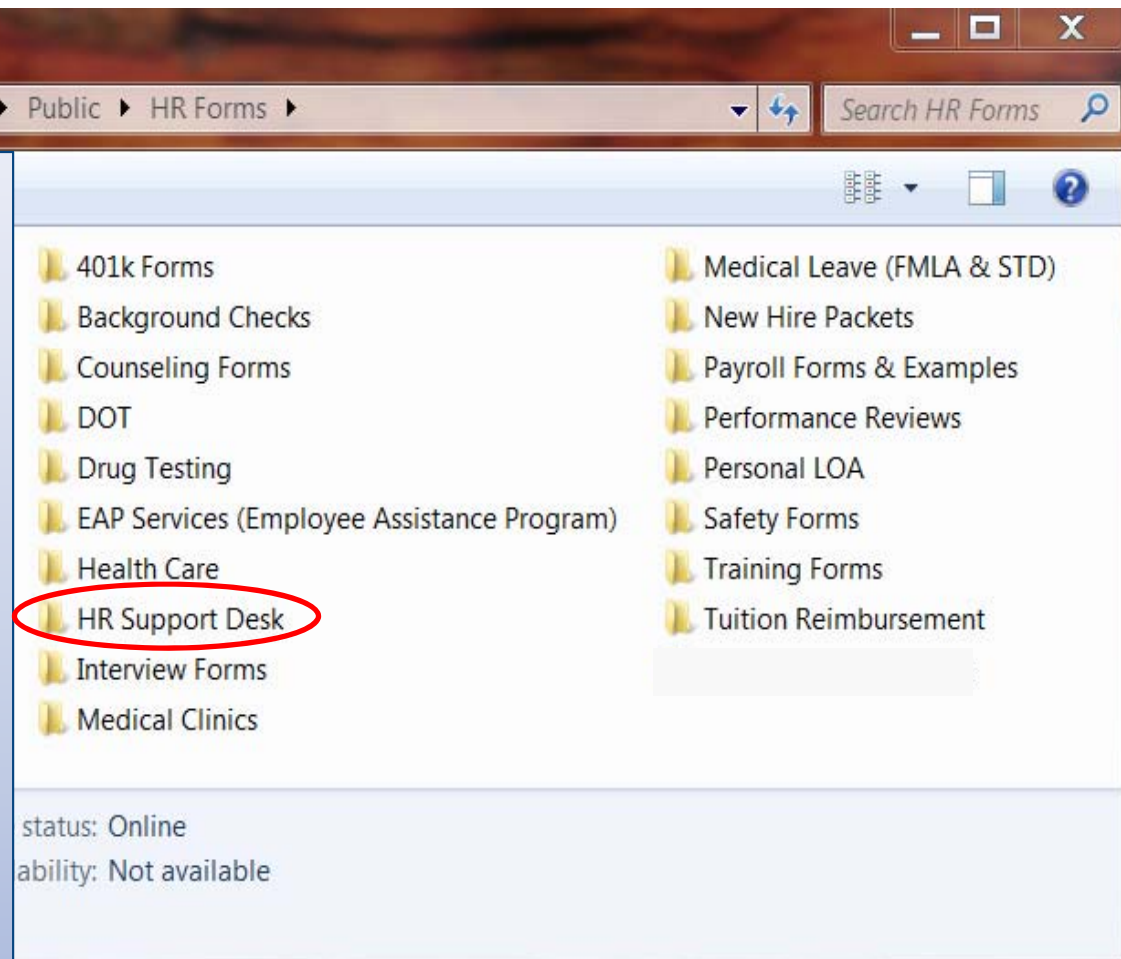 Public HR Forms
Search HR Forms
401k Forms
Background Checks
Counseling Forms
DOT
Drug Testing
EAP Services (Employee Assistance Program)
Health Care
HR Support Desk
Interview Forms
Medical Clinics
Medical Leave (FMLA & STD)
New Hire Packets
Payroll Forms & Examples
Performance Reviews
Personal LOA
Safety Forms
Training Forms
Tuition Reimbursement
status: Online
ability: Not available